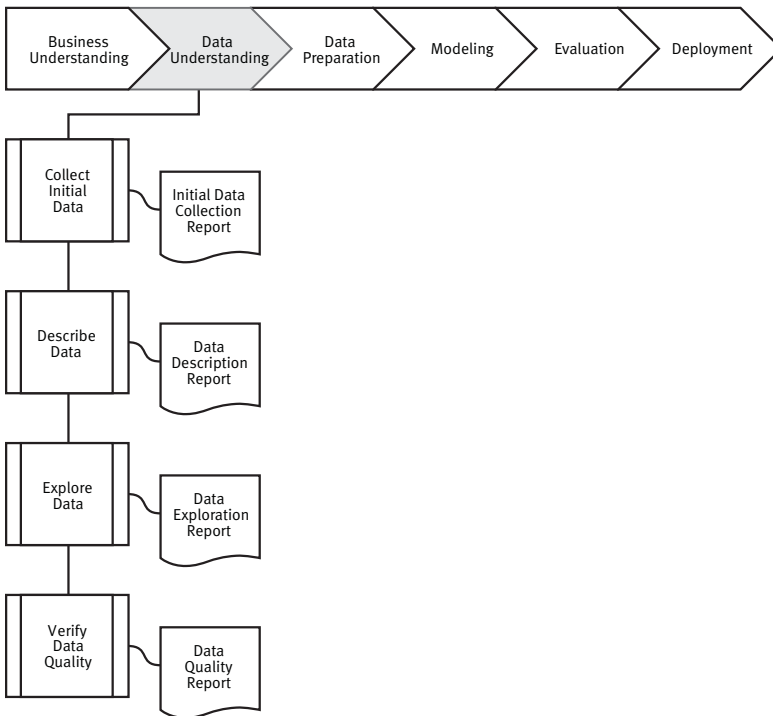 Business
Understanding
Data
Understanding
Data
Preparation
Modeling
Evaluation
Deployment
Collect
Initial
Data
Initial Data
Collection
Report
Describe
Data
Data
Description
Report
Explore
Data
Data
Exploration
Report
Verify
Data
Quality
Data
Quality
Report